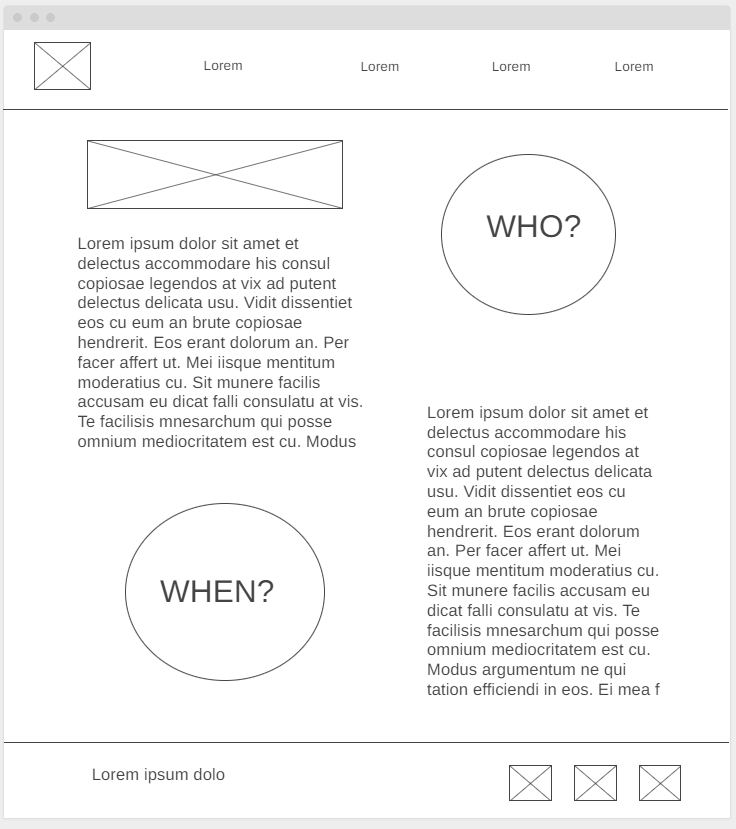 Lorem
Lorem
Lorem
Lorem
Lorem ipsum dolor sit amet et
delectus accommodare his consul
copiosae legendos at vix ad putent
delectus delicata usu. Vidit dissentiet
eos cu eum an brute copiosae
hendrerit. Eos erant dolorum an. Per
facer affert ut. Mei iisque mentitum
moderatius cu. Sit munere facilis
accusam eu dicat falli consulatu at vis.
Te facilisis mnesarchum qui posse
omnium mediocritatem est cu. Modus
WHO?
WHEN?
Lorem ipsum dolor sit amet et
delectus accommodare his
consul copiosae legendos at
vix ad putent delectus delicata
usu. Vidit dissentiet eos cu
eum an brute copiosae
hendrerit. Eos erant dolorum
an. Per facer affert ut. Mei
iisque mentitum moderatius cu.
Sit munere facilis accusam eu
dicat falli consulatu at vis. Te
facilisis mnesarchum qui posse
omnium mediocritatem est cu.
Modus argumentum ne qui
tation efficiendi in eos. Ei mea f
Lorem ipsum dolo